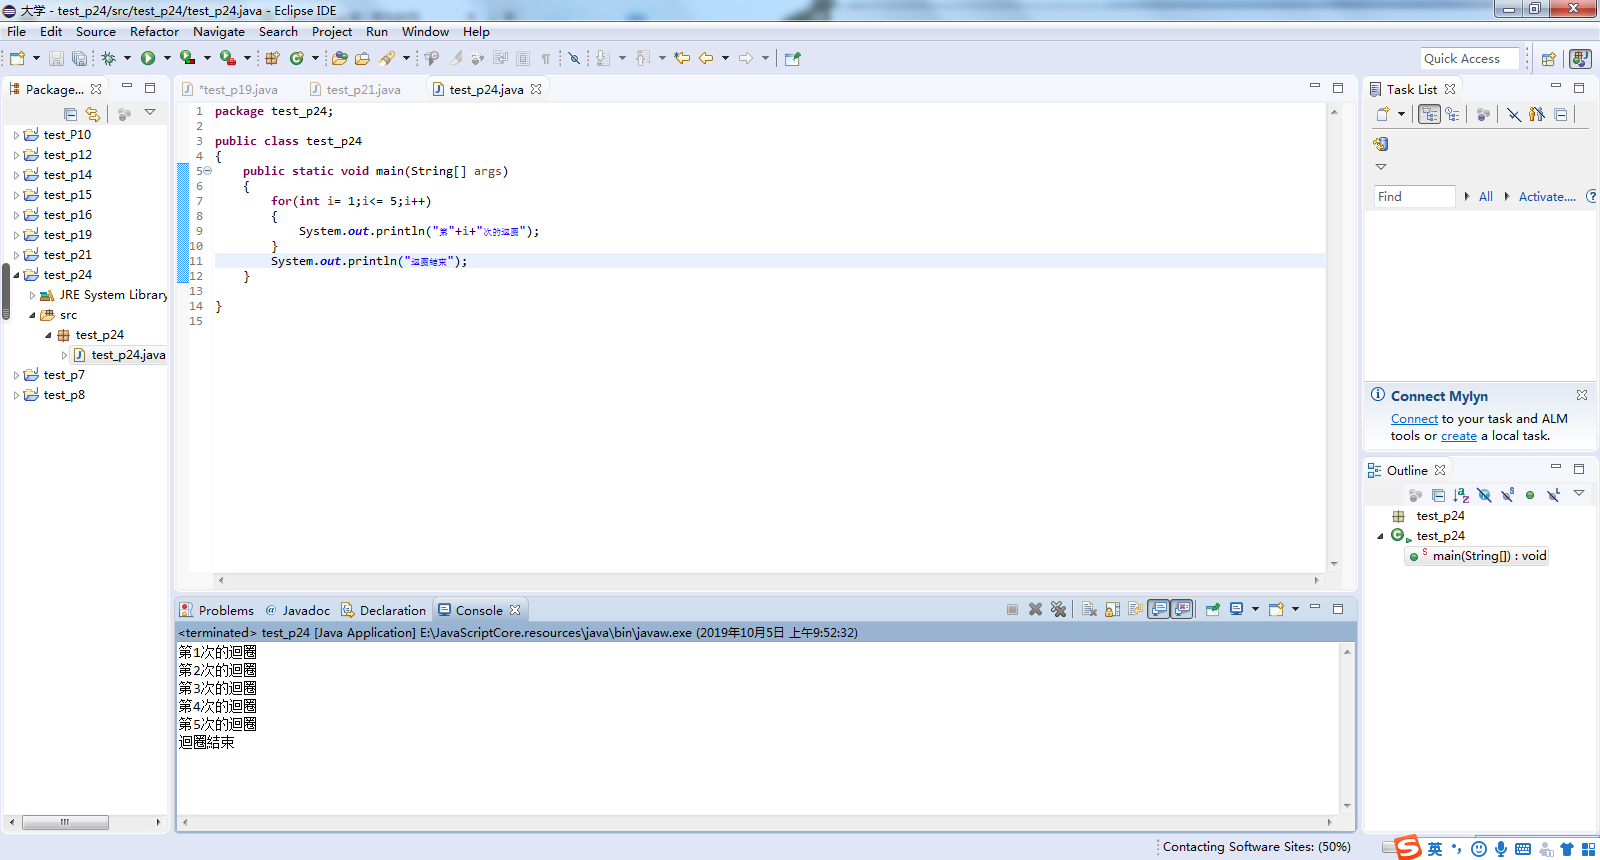 大学 - test_p24/src/test_p24/test_p24.java - Eclipse IDE
File Edit Source Refactor Navigate Search Project Run Window Help
Quick Access
Package...
test_P10
test_p12
test_p14
test_p15
test_p16
test_p19
test_p21
test_p24
JRE System Library
src
test_p24
test_p24.java
test_p7
test_p8
*test_p19.java test_p21.java test_p24.java
1 package test_p24;
2
3 public class test_p24
4 {
5 public static void main(String[] args)
6 {
7 for(int i= 1;i<= 5;i++)
8 {
9 System.out.println("第"+i+"次的迴圈");
10 }
11 System.out.println("迴圈結束");
12 }
13
14 }
15
Problems @ Javadoc Declaration Console
<terminated> test_p24 [Java Application] E:\JavaScriptCore.resources\java\bin\javaw.exe (2019年10月5日 上午9:52:32)
第1次的迴圈
第2次的迴圈
第3次的迴圈
第4次的迴圈
第5次的迴圈
迴圈結束
Task List
Find All Activate....
Connect Mylyn
Connect to your task and ALM
tools or create a local task.
Outline
test_p24
test_p24
main(String[]) : void
Contacting Software Sites: (50%)
英